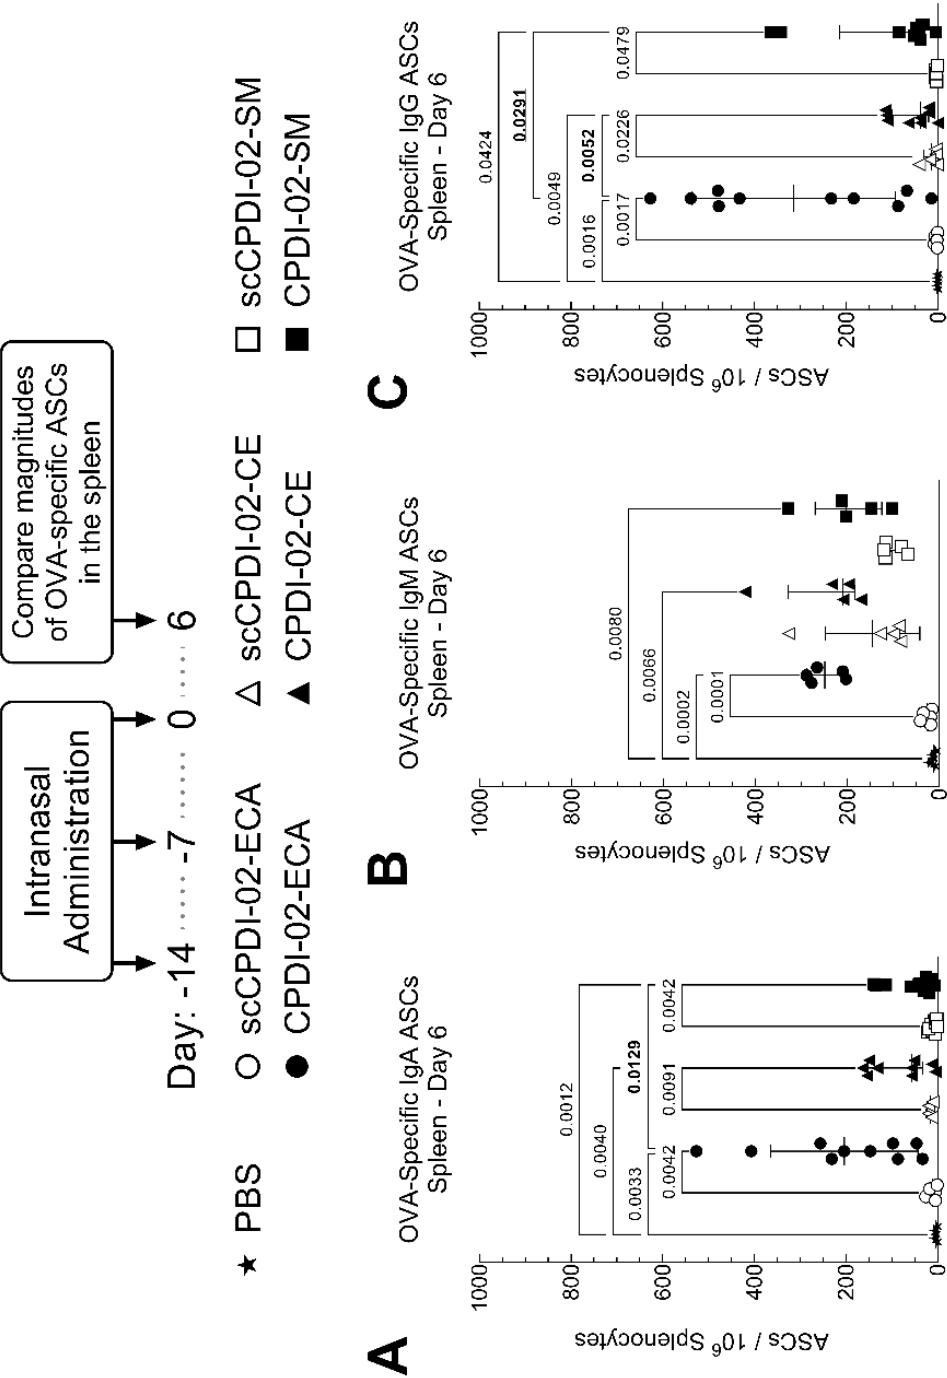 Intranasal
Administration
Compare magnitudes
of OVA-specific ASCs
in the spleen
Day: -14 ...... -7 ...... 0 ...... 6
★ PBS
○ scCPDI-02-ECA
△ scCPDI-02-CE
□ scCPDI-02-SM
● CPDI-02-ECA
▲ CPDI-02-CE
■ CPDI-02-SM
A
OVA-Specific IgA ASCs
Spleen - Day 6
ASCs / 10⁶ Splenocytes
1000
800
600
400
200
0
0.0012
0.0040
0.0129
0.0033
0.0042
0.0091
0.0042
B
OVA-Specific IgM ASCs
Spleen - Day 6
ASCs / 10⁶ Splenocytes
1000
800
600
400
200
0
0.0080
0.0066
0.0002
0.0001
C
OVA-Specific IgG ASCs
Spleen - Day 6
ASCs / 10⁶ Splenocytes
1000
800
600
400
200
0
0.0424
0.0291
0.0049
0.0052
0.0016
0.0017
0.0226
0.0479